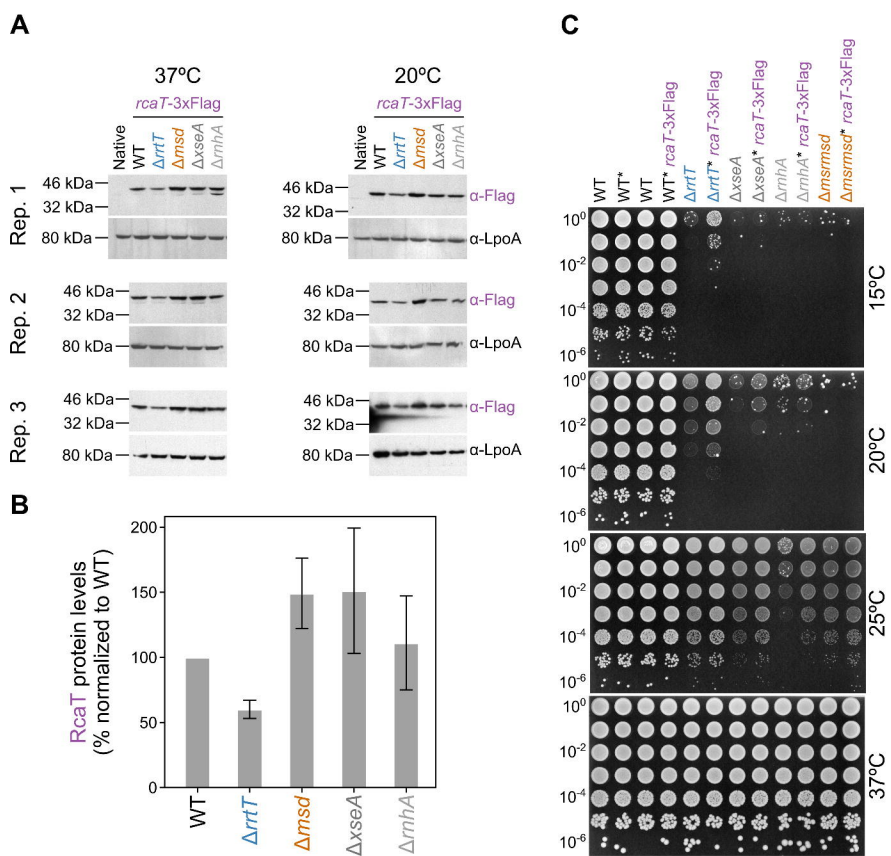 A
37ºC
rcaT-3xFlag
Native
WT
ΔrrtT
Δmsd
ΔxseA
ΔrnhA
20ºC
rcaT-3xFlag
Native
WT
ΔrrtT
Δmsd
ΔxseA
ΔrnhA
Rep. 1
46 kDa
32 kDa
80 kDa
46 kDa
32 kDa
80 kDa
α-Flag
α-LpoA
Rep. 2
46 kDa
32 kDa
80 kDa
46 kDa
32 kDa
80 kDa
α-Flag
α-LpoA
Rep. 3
46 kDa
32 kDa
80 kDa
46 kDa
32 kDa
80 kDa
α-Flag
α-LpoA
B
RcaT protein levels
(% normalized to WT)
200
150
100
50
0
WT
ΔrrtT
Δmsd
ΔxseA
ΔrnhA
C
WT
WT*
WT
WT* rcaT-3xFlag
ΔrrtT
ΔrrtT* rcaT-3xFlag
ΔxseA
ΔxseA* rcaT-3xFlag
ΔrnhA
ΔrnhA* rcaT-3xFlag
Δmsrmsd
Δmsrmsd* rcaT-3xFlag
10⁰
10⁻²
10⁻⁴
10⁻⁶
15ºC
10⁰
10⁻²
10⁻⁴
10⁻⁶
20ºC
10⁰
10⁻²
10⁻⁴
10⁻⁶
25ºC
10⁰
10⁻²
10⁻⁴
10⁻⁶
37ºC